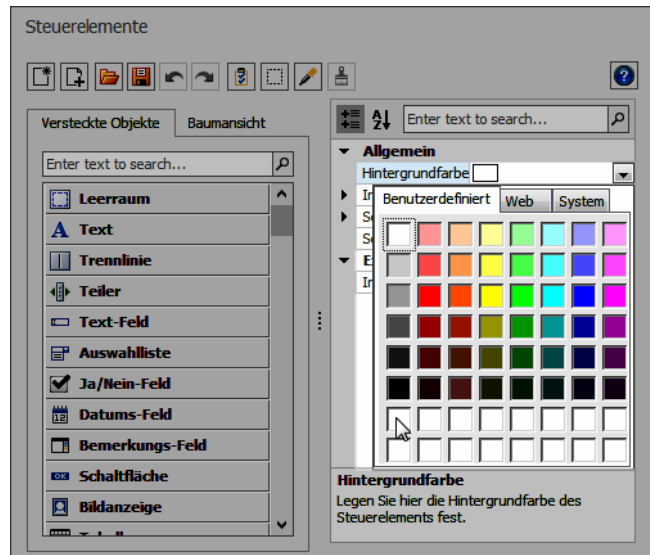 Steuerelemente
Versteckte Objekte
Baumansicht
Enter text to search...
Leerraum
A Text
Trennlinie
Teiler
Text-Feld
Auswahlliste
Ja/Nein-Feld
12 Datums-Feld
Bemerkungs-Feld
OK Schaltfläche
Bildanzeige
A Z Enter text to search...
Allgemein
Hintergrundfarbe
Benutzerdefiniert Web System
Hintergrundfarbe
Legen Sie hier die Hintergrundfarbe des
Steuerelements fest.